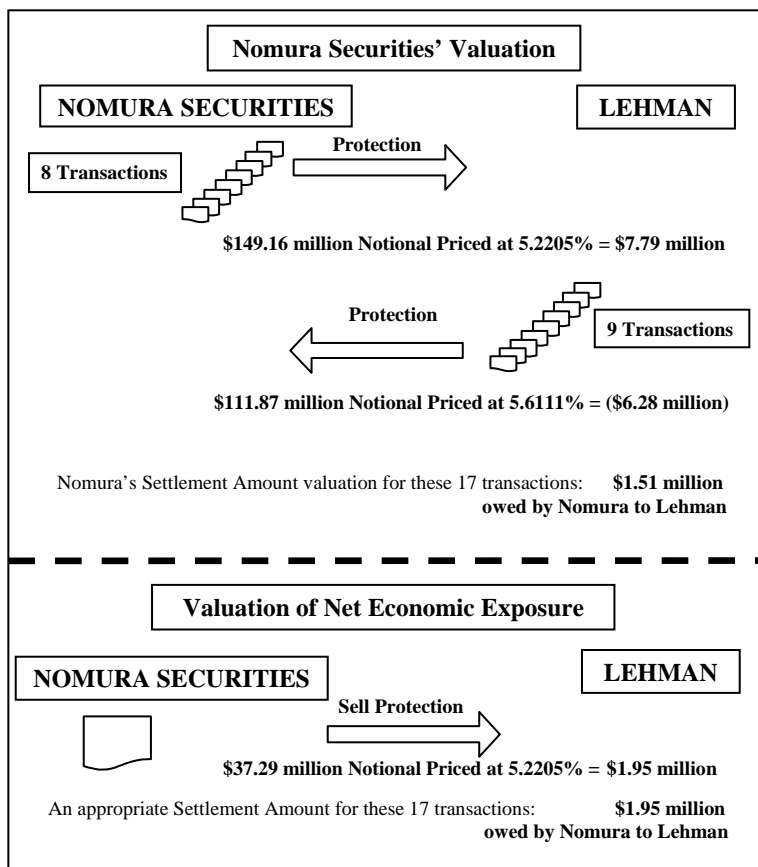 Nomura Securities’ Valuation
NOMURA SECURITIES
LEHMAN
Protection
8 Transactions
$149.16 million Notional Priced at 5.2205% = $7.79 million
Protection
9 Transactions
$111.87 million Notional Priced at 5.6111% = ($6.28 million)
Nomura’s Settlement Amount valuation for these 17 transactions: $1.51 million
owed by Nomura to Lehman
Valuation of Net Economic Exposure
NOMURA SECURITIES
LEHMAN
Sell Protection
$37.29 million Notional Priced at 5.2205% = $1.95 million
An appropriate Settlement Amount for these 17 transactions: $1.95 million
owed by Nomura to Lehman